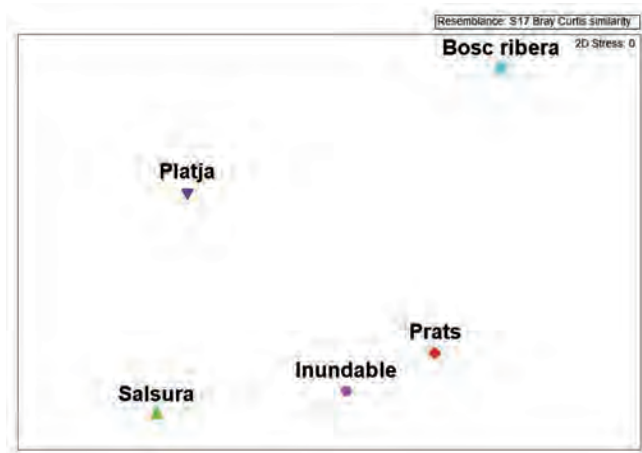 Resemblance: S17 Bray Curtis similarity
2D Stress: 0
Bosc ribera
Platja
Prats
Inundable
Salsura